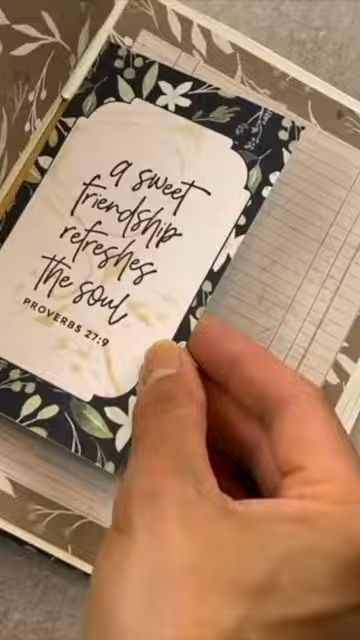 a sweet
friendship
refreshes
the soul
PROVERBS 27:9